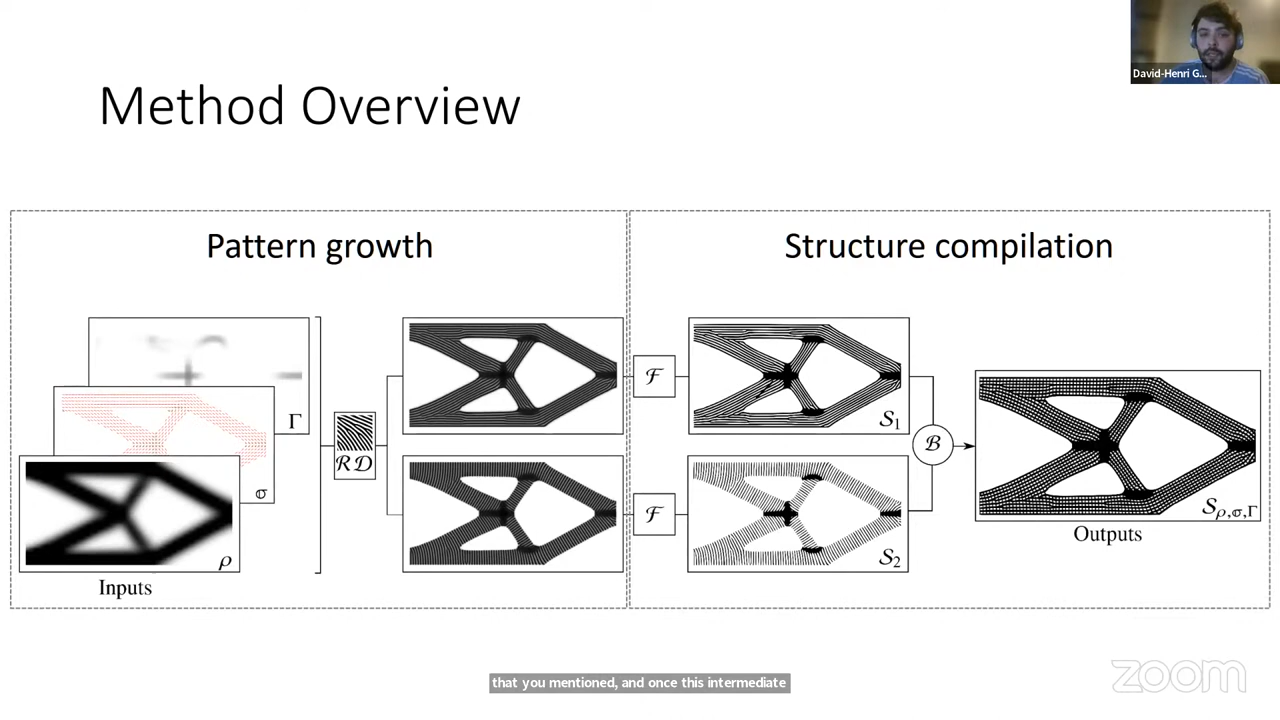 David-Henri G...
Method Overview
Pattern growth
Structure compilation
Γ
σ
ρ
Inputs
RD
F
F
S₁
S₂
B
S_ρ,σ,Γ
Outputs
that you mentioned, and once this intermediate
zoom